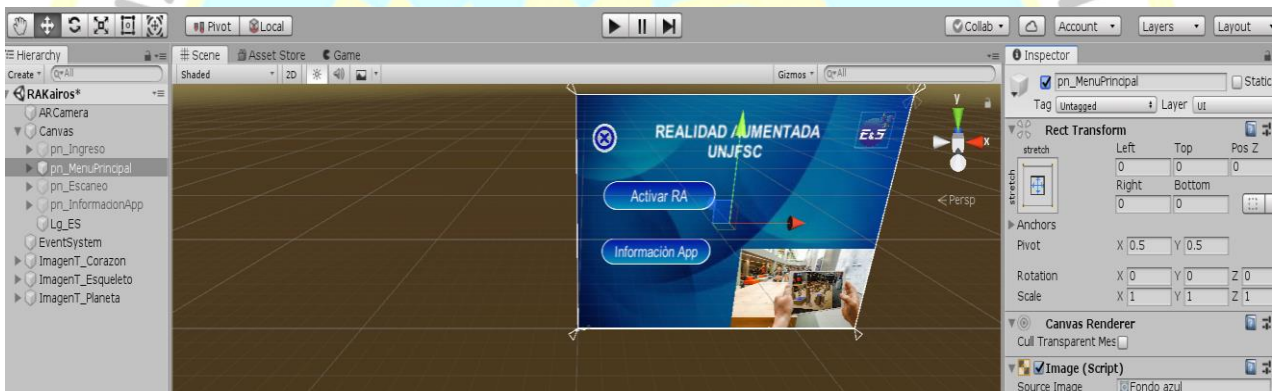 Pivot Local Collab Account Layers Layout
Hierarchy Scene Asset Store Game Inspector
Create All Shaded 2D Gizmos All
RAKairos*
ARCamera
Canvas
pn_Ingreso
pn_MenuPrincipal
pn_Escaneo
pn_InformacionApp
Lg_ES
EventSystem
ImagenT_Corazon
ImagenT_Esqueleto
ImagenT_Planeta
REALIDAD AUMENTADA
UNJFSC
E&S
Activar RA
Información App
y
x
Persp
pn_MenuPrincipal Static
Tag Untagged Layer UI
Rect Transform
stretch Left Top Pos Z
stretch 0 0 0
Right Bottom
0 0
Anchors
Pivot X 0.5 Y 0.5
Rotation X 0 Y 0 Z 0
Scale X 1 Y 1 Z 1
Canvas Renderer
Cull Transparent Mes
Image (Script)
Source Image Fondo azul